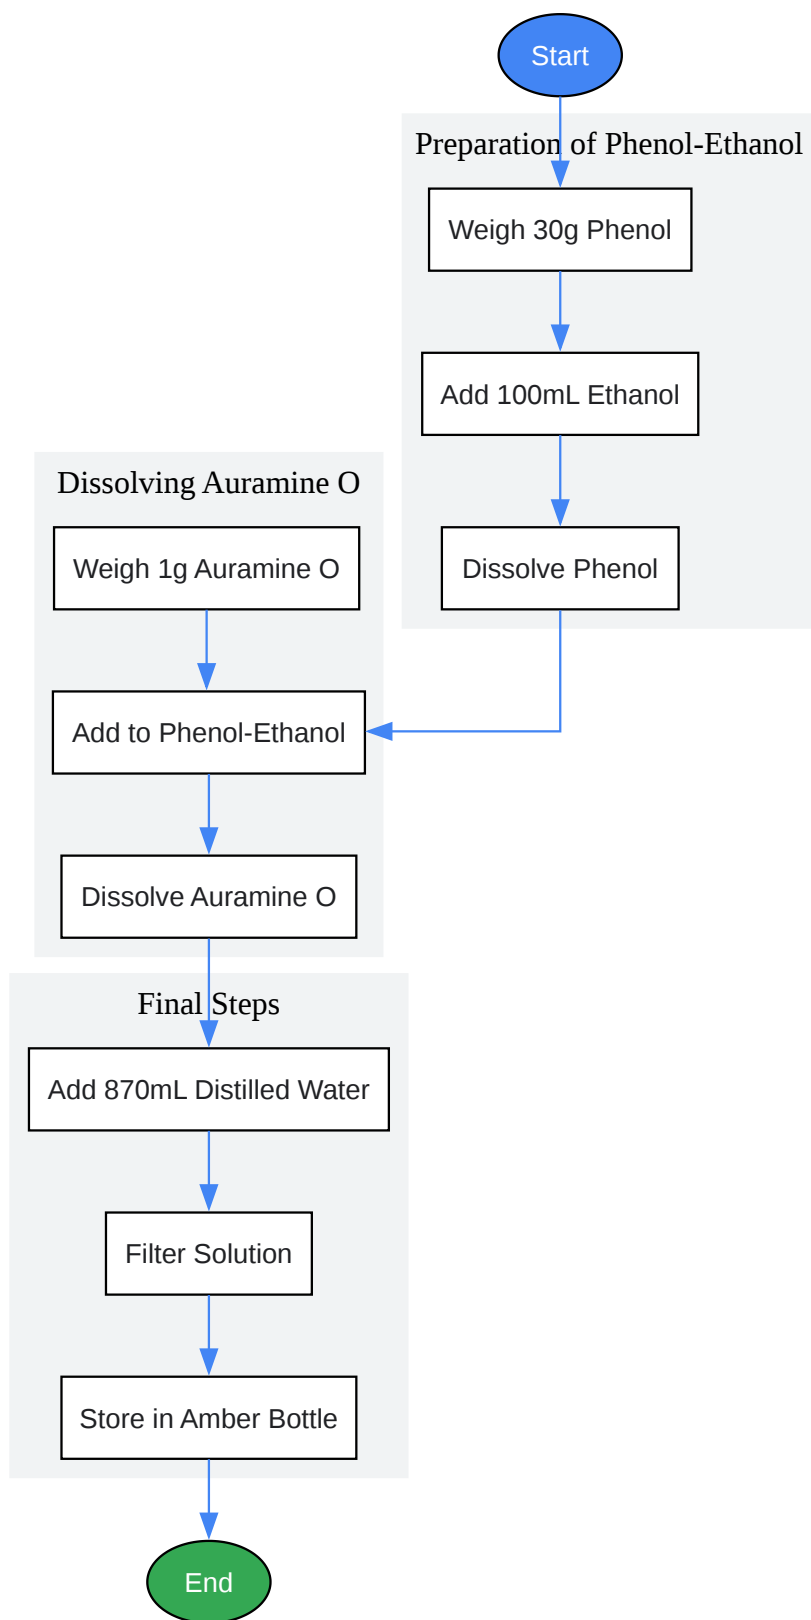 Start
Preparation of Phenol-Ethanol
Weigh 30g Phenol
Add 100mL Ethanol
Dissolve Phenol
Dissolving Auramine O
Weigh 1g Auramine O
Add to Phenol-Ethanol
Dissolve Auramine O
Final Steps
Add 870mL Distilled Water
Filter Solution
Store in Amber Bottle
End